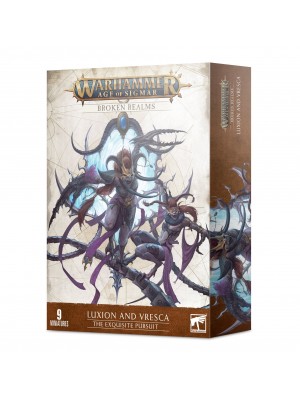 WARHAMMER
AGE OF SIGMAR
BROKEN REALMS
LUXION AND VRESCA
THE EXQUISITE PURSUIT
9
MINIATURES